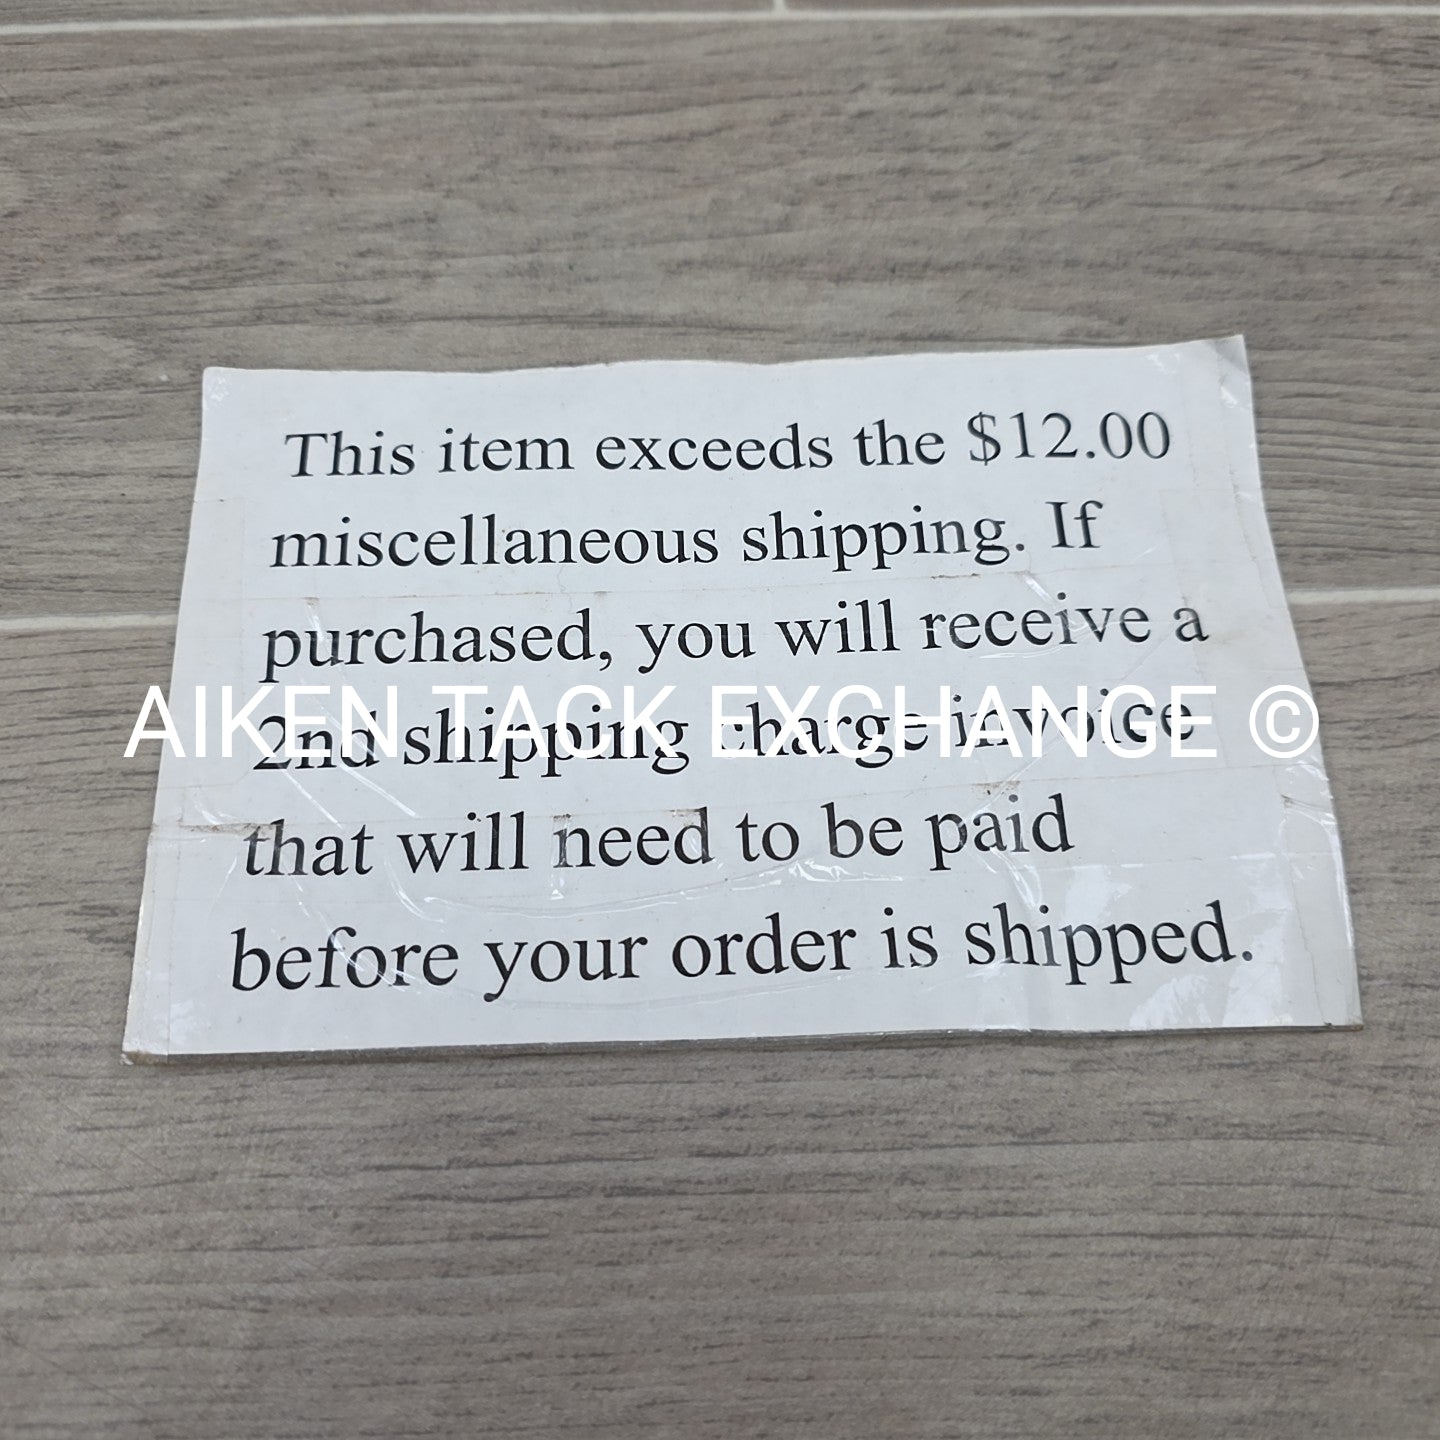 This item exceeds the $12.00
miscellaneous shipping. If
purchased, you will receive a
AIKEN TACK EXCHANGE ©
2nd shipping charge invoice
that will need to be paid
before your order is shipped.